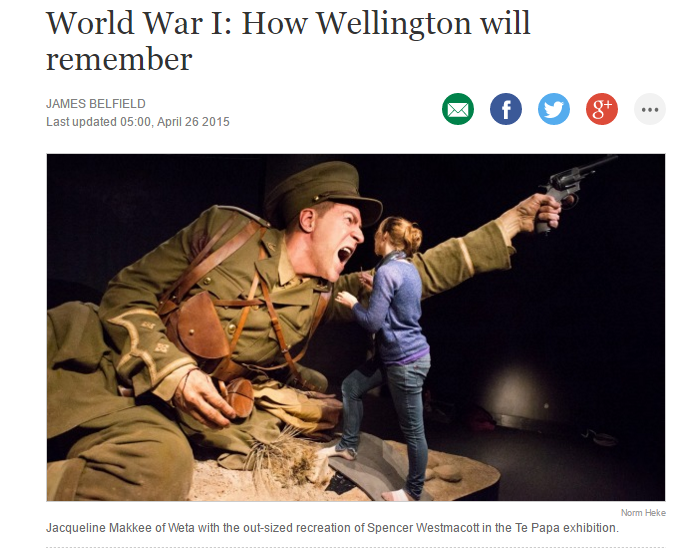 World War I: How Wellington will
remember
JAMES BELFIELD
Last updated 05:00, April 26 2015
f
g+
Norm Heke
Jacqueline Makkee of Weta with the out-sized recreation of Spencer Westmacott in the Te Papa exhibition.